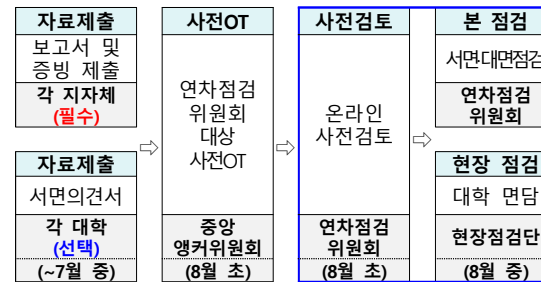 자료제출
보고서 및
증빙 제출
각 지자체
(필수)
자료제출
서면의견서
각 대학
(선택)
(~7월 중)
사전OT
연차점검
위원회
대상
사전OT
중앙
앵커위원회
(8월 초)
사전검토
온라인
사전검토
연차점검
위원회
(8월 초)
본 점검
서면·대면점검
연차점검
위원회
현장 점검
대학 면담
현장점검단
(8월 중)